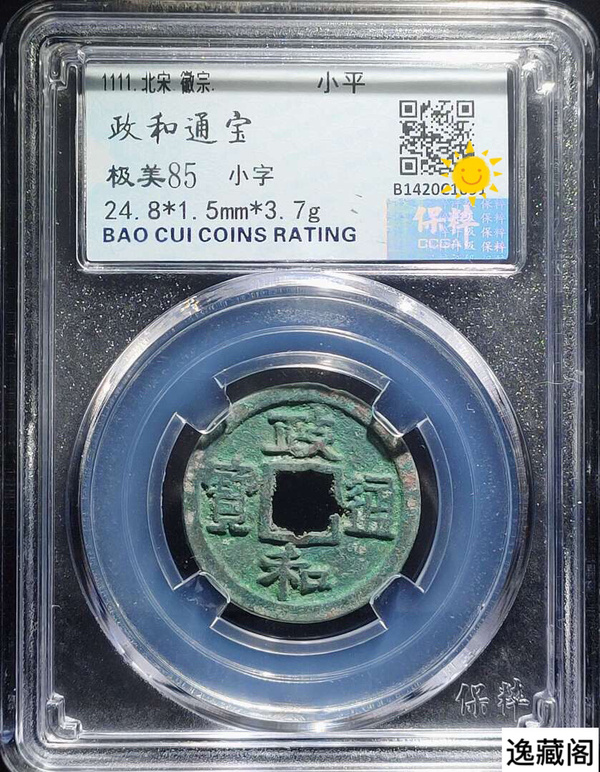 1111.北宋.徽宗. 小平
政和通宝
极美85 小字
24.8*1.5mm*3.7g
BAO CUI COINS RATING
保粹
CCGA
政
寶 通
和
保粹
逸藏阁